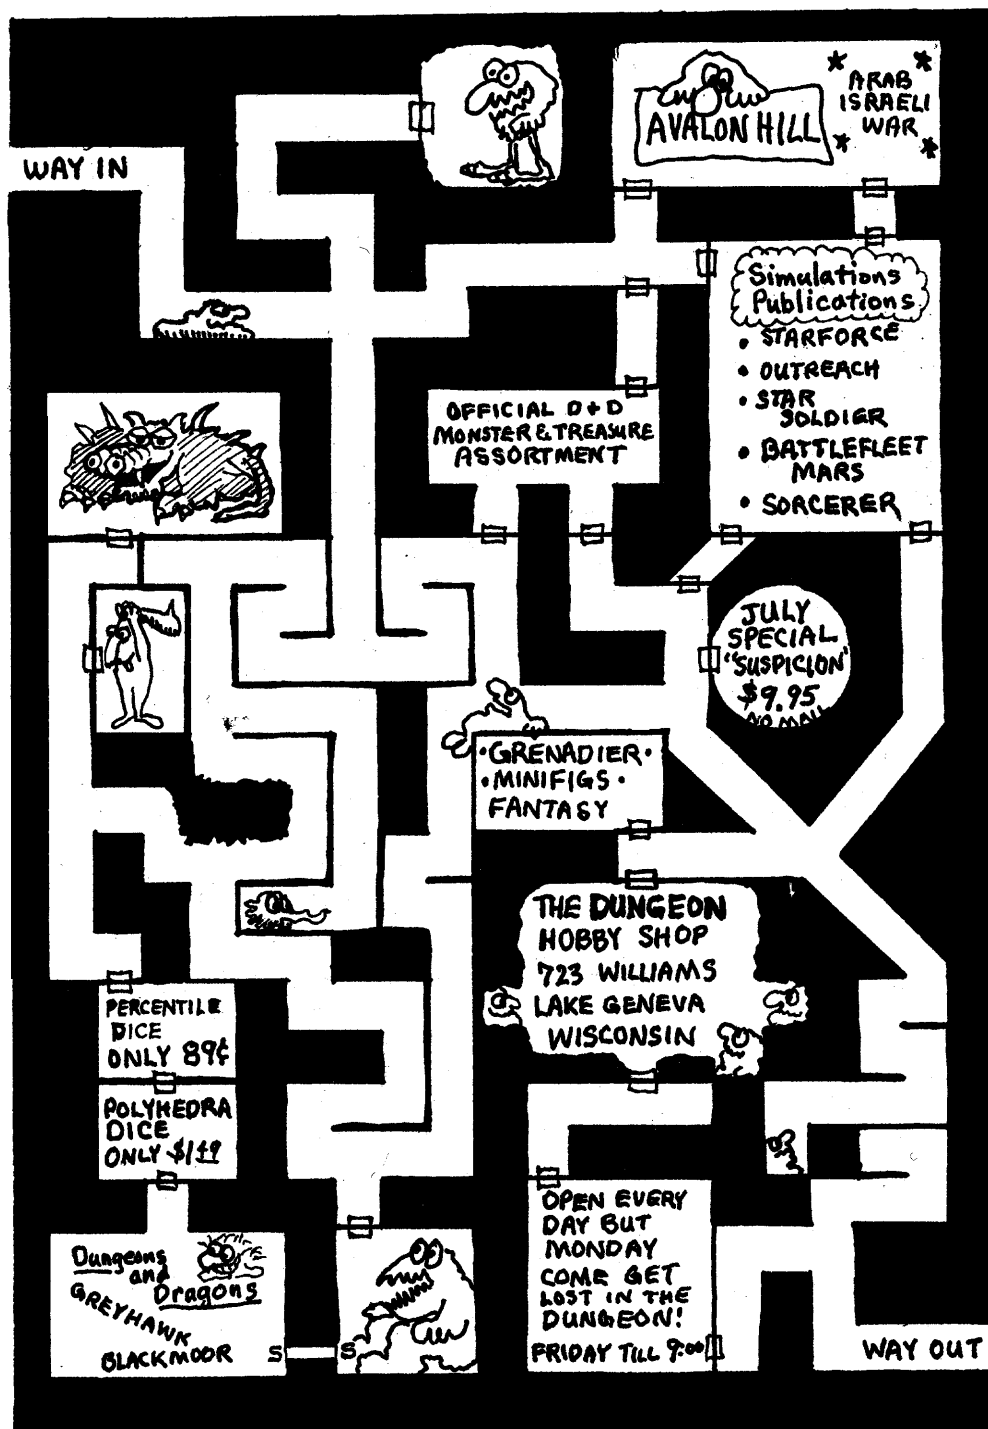 WAY IN
AVALON HILL
ARAB
ISRAELI
WAR
Simulations
Publications
• STARFORCE
• OUTREACH
• STAR
SOLDIER
• BATTLEFLEET
MARS
• SORCERER
OFFICIAL D+D
MONSTER & TREASURE
ASSORTMENT
JULY
SPECIAL
"SUSPICION"
$9.95
NO MAIL
• GRENADIER •
• MINIFIGS •
FANTASY
THE DUNGEON
HOBBY SHOP
723 WILLIAMS
LAKE GENEVA
WISCONSIN
PERCENTILE
DICE
ONLY 89¢
POLYHEDRA
DICE
ONLY $1.49
OPEN EVERY
DAY BUT
MONDAY
COME GET
LOST IN THE
DUNGEON!
FRIDAY TILL 9:00
Dungeons
and
Dragons
GREYHAWK
BLACKMOOR
S S
WAY OUT